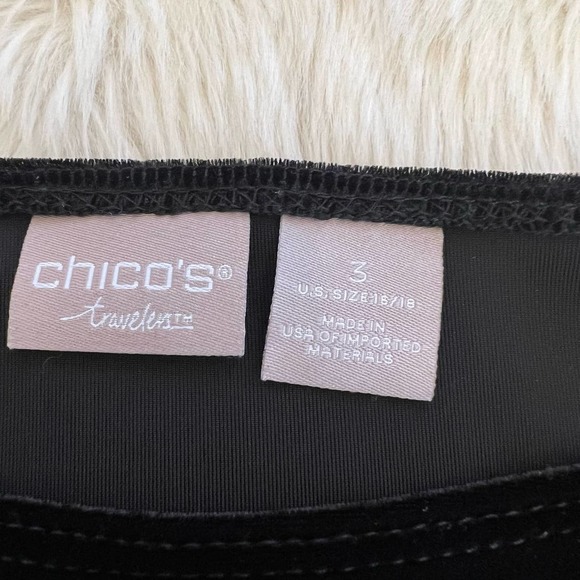 chico's®
travelers™
3
U.S. SIZE 16/18
MADE IN
USA OF IMPORTED
MATERIALS